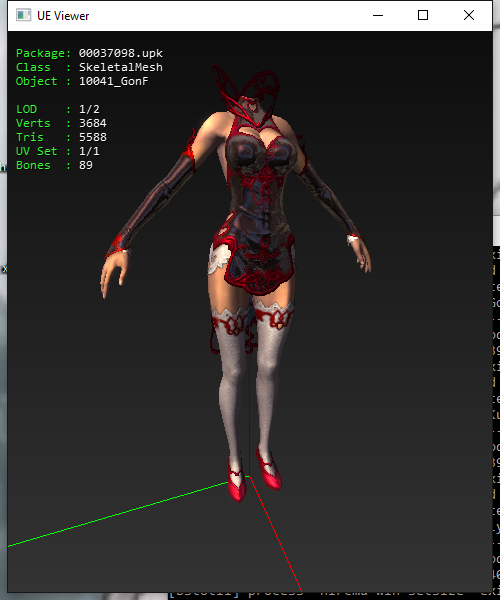 UE Viewer
Package: 00037098.upk
Class : SkeletalMesh
Object : 10041_GonF
LOD : 1/2
Verts : 3684
Tris : 5588
UV Set : 1/1
Bones : 89